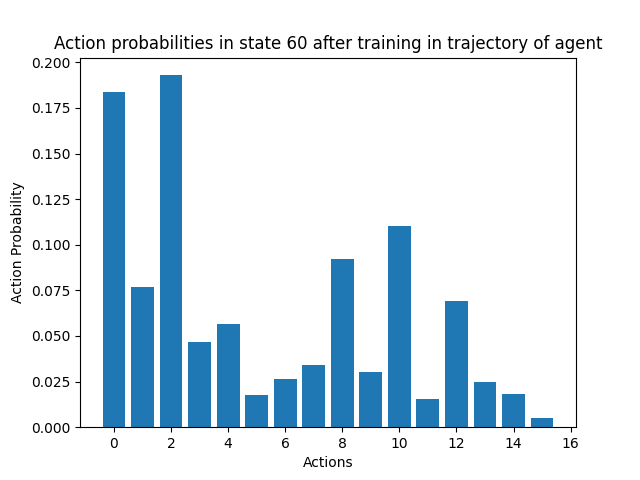 Action probabilities in state 60 after training in trajectory of agent
0.200
0.175
0.150
0.125
0.100
0.075
0.050
0.025
0.000
Action Probability
0 2 4 6 8 10 12 14 16
Actions